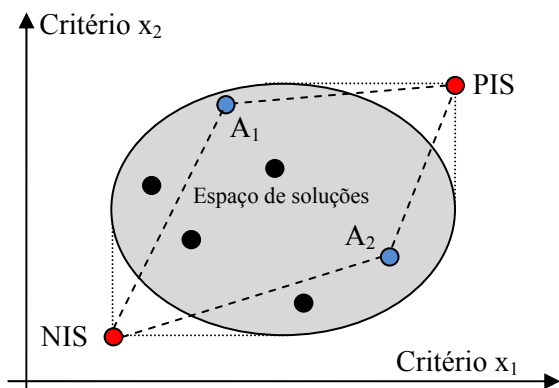 Critério x₂
PIS
A₁
Espaço de soluções
A₂
NIS
Critério x₁